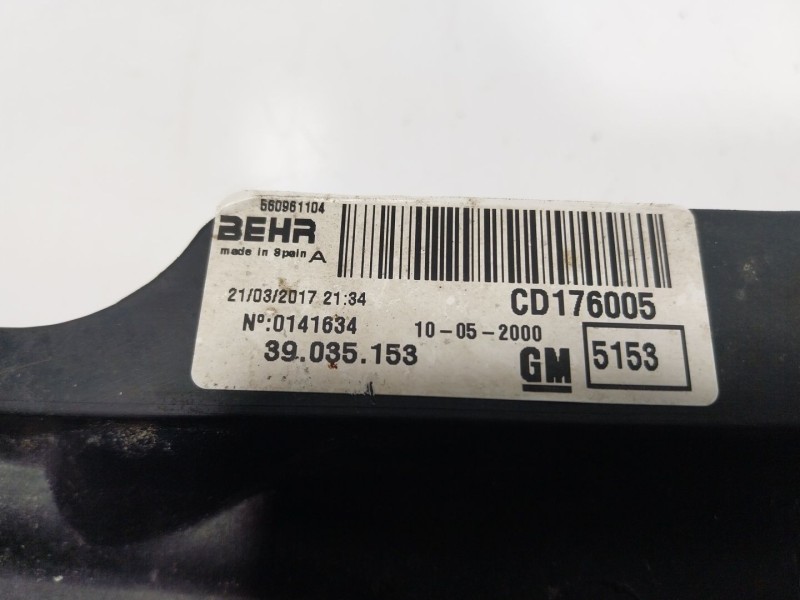 560961104
BEHR
made in Spain A
21/03/2017 21:34
CD176005
Nº:0141634
10-05-2000
39.035.153
GM
5153